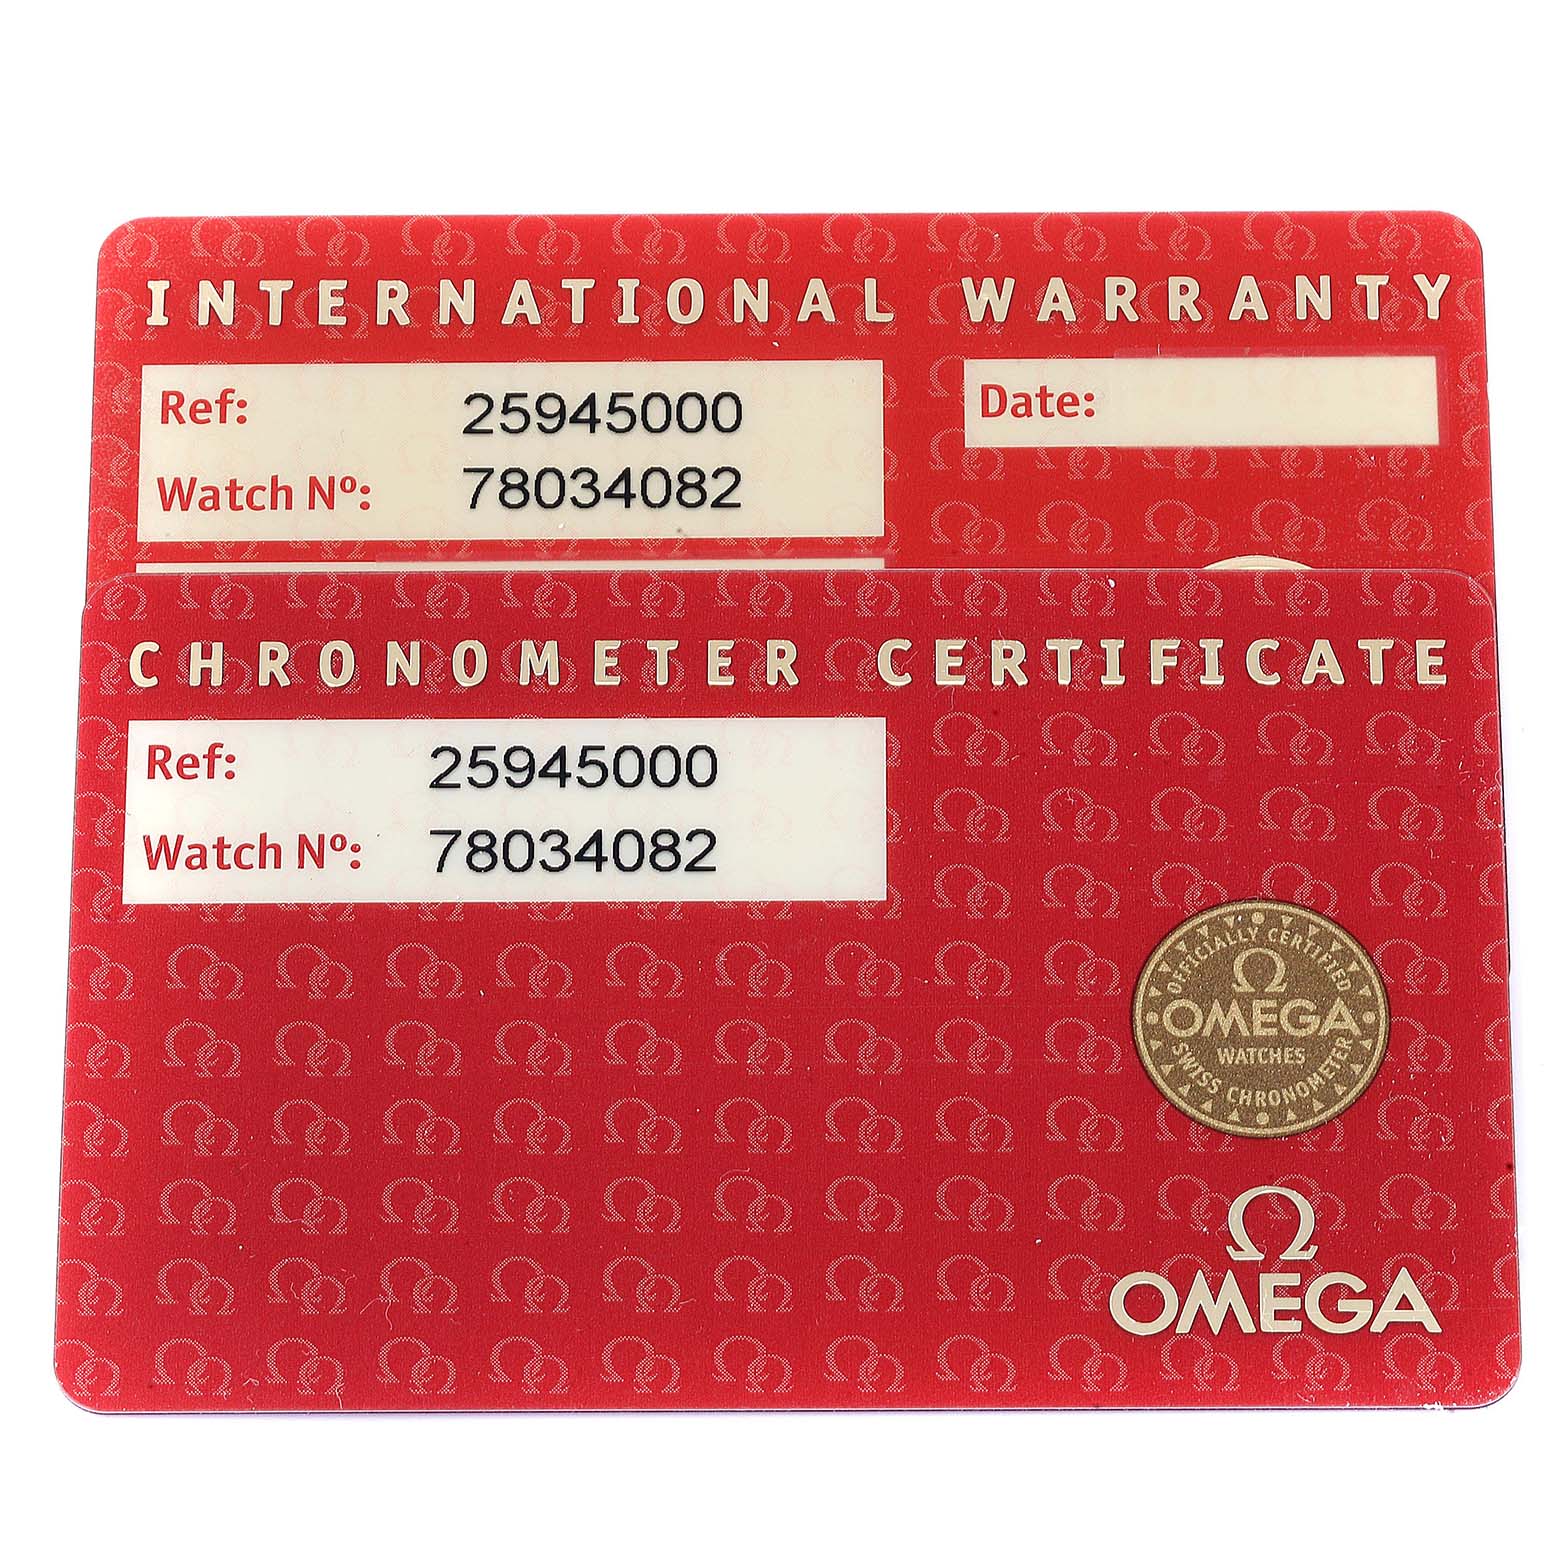 INTERNATIONAL WARRANTY
Ref: 25945000
Date:
Watch Nº: 78034082
CHRONOMETER CERTIFICATE
Ref: 25945000
Watch Nº: 78034082
OFFICIALLY CERTIFIED
Ω
OMEGA
WATCHES
SWISS CHRONOMETER
Ω
OMEGA